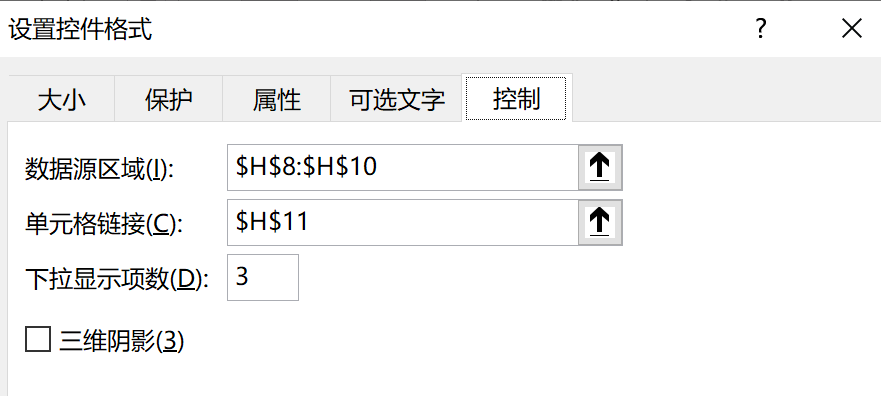 设置控件格式 ?
大小 保护 属性 可选文字 控制
数据源区域(I): $H$8:$H$10
单元格链接(C): $H$11
下拉显示项数(D): 3
三维阴影(3)